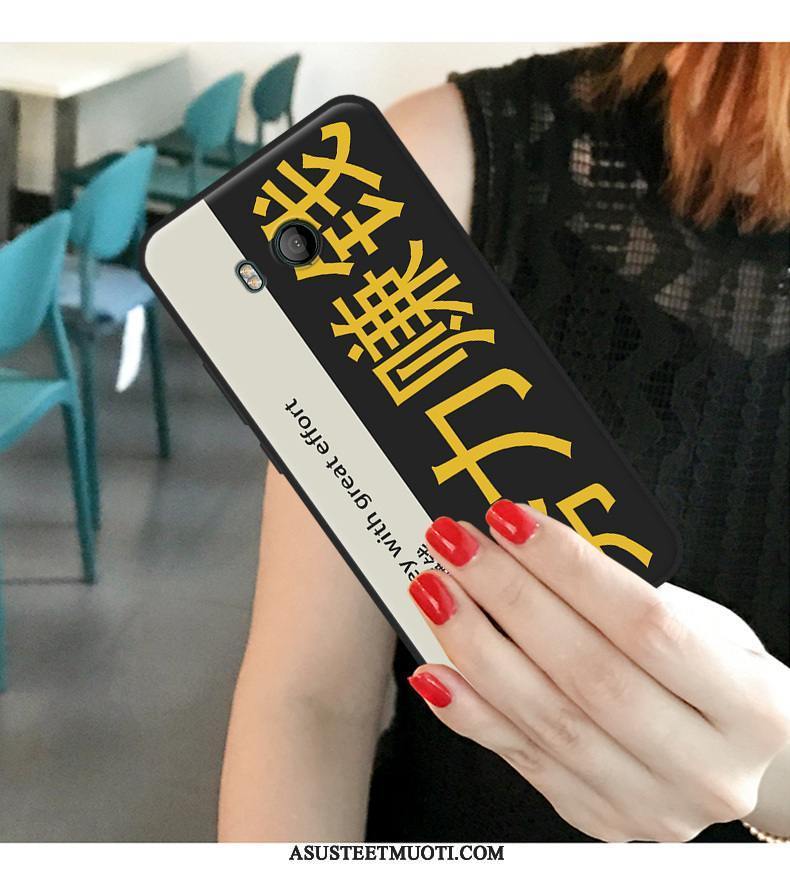 力赚钱
with great effort
ASUSTEETMUOTI.COM